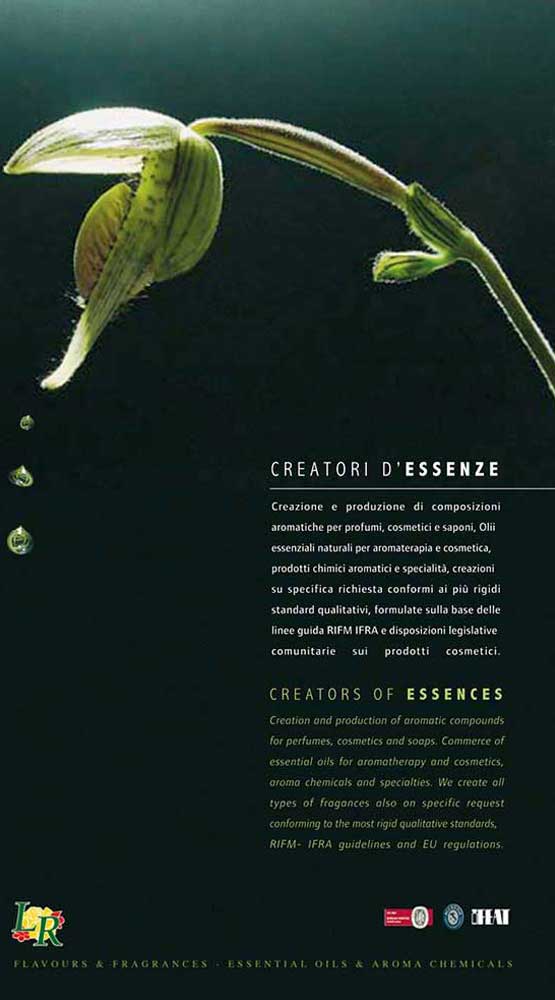 CREATORI D'ESSENZE
Creazione e produzione di composizioni
aromatiche per profumi, cosmetici e saponi, Olii
essenziali naturali per aromaterapia e cosmetica,
prodotti chimici aromatici e specialità, creazioni
su specifica richiesta conformi ai più rigidi
standard qualitativi, formulate sulla base delle
linee guida RIFM IFRA e disposizioni legislative
comunitarie sui prodotti cosmetici.
CREATORS OF ESSENCES
Creation and production of aromatic compounds
for perfumes, cosmetics and soaps. Commerce of
essential oils for aromatherapy and cosmetics,
aroma chemicals and specialties. We create all
types of fragances also on specific request
conforming to the most rigid qualitative standards,
RIFM- IFRA guidelines and EU regulations.
LR
IFEAT
FLAVOURS & FRAGRANCES - ESSENTIAL OILS & AROMA CHEMICALS